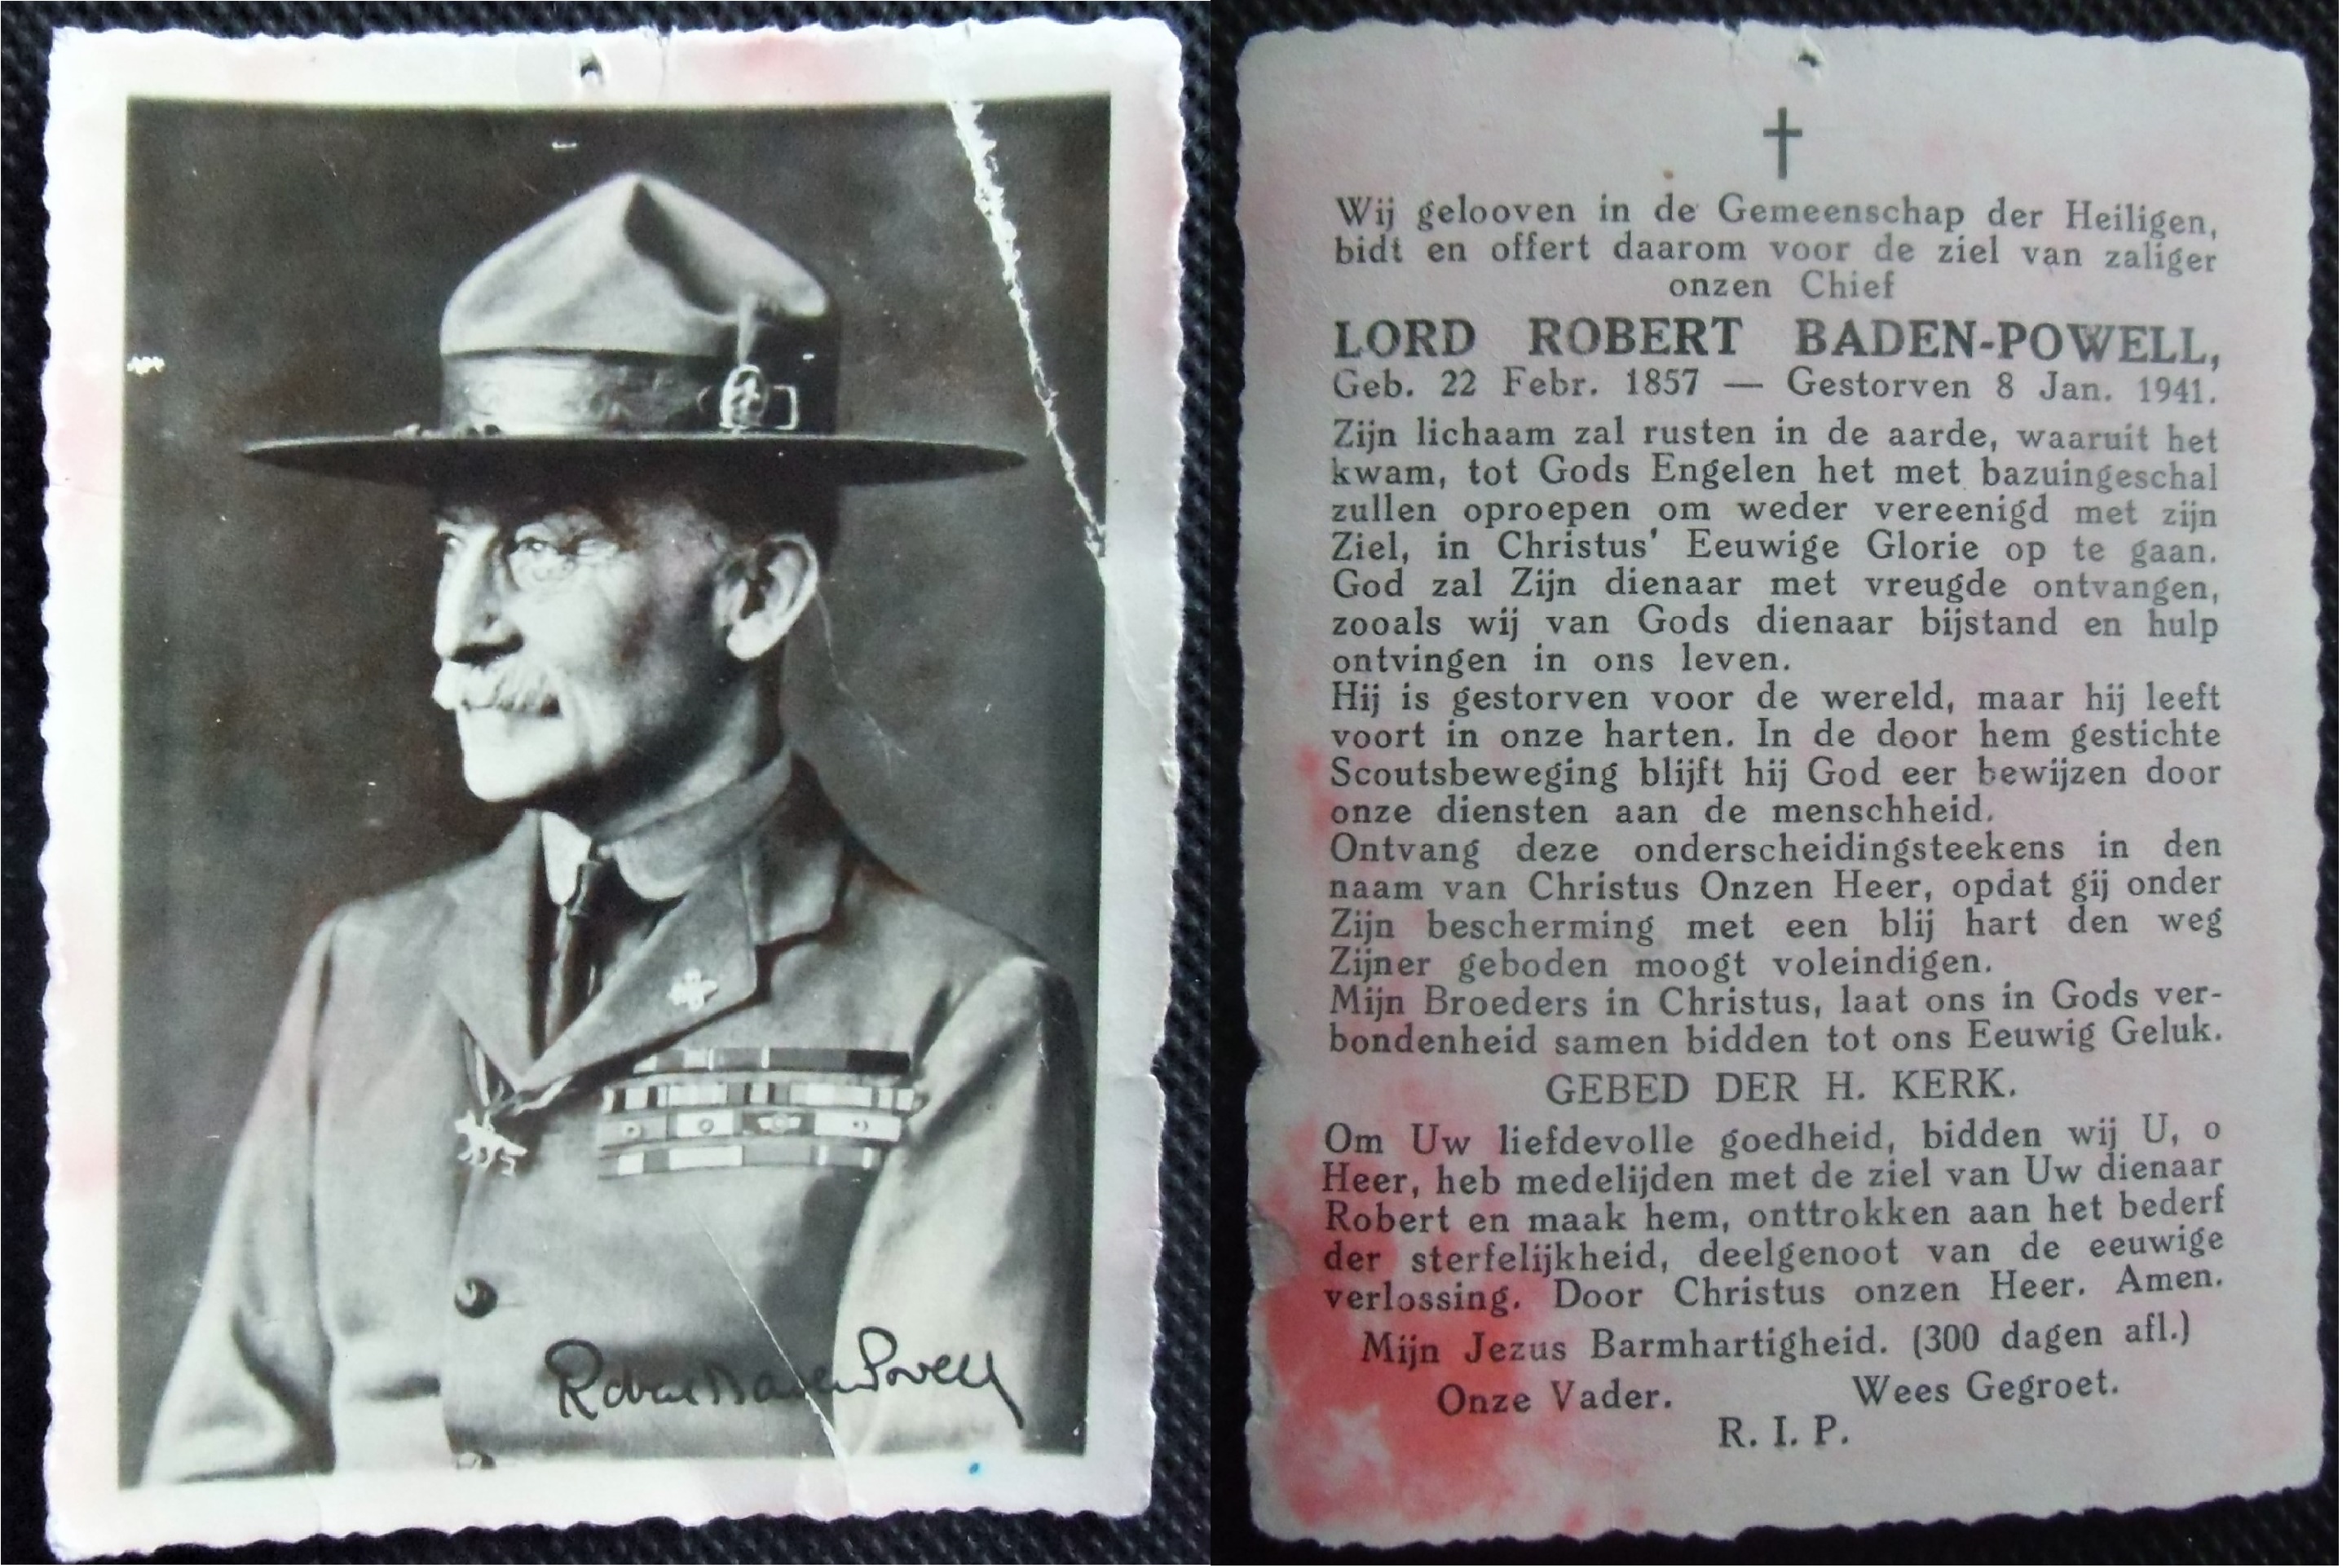 Robert Baden Powell
†
Wij gelooven in de Gemeenschap der Heiligen,
bidt en offert daarom voor de ziel van zaliger
onzen Chief
LORD ROBERT BADEN-POWELL,
Geb. 22 Febr. 1857 — Gestorven 8 Jan. 1941.
Zijn lichaam zal rusten in de aarde, waaruit het
kwam, tot Gods Engelen het met bazuingeschal
zullen oproepen om weder vereenigd met zijn
Ziel, in Christus' Eeuwige Glorie op te gaan.
God zal Zijn dienaar met vreugde ontvangen,
zooals wij van Gods dienaar bijstand en hulp
ontvingen in ons leven.
Hij is gestorven voor de wereld, maar hij leeft
voort in onze harten. In de door hem gestichte
Scoutsbeweging blijft hij God eer bewijzen door
onze diensten aan de menschheid.
Ontvang deze onderscheidingsteekens in den
naam van Christus Onzen Heer, opdat gij onder
Zijn bescherming met een blij hart den weg
Zijner geboden moogt voleindigen.
Mijn Broeders in Christus, laat ons in Gods ver-
bondenheid samen bidden tot ons Eeuwig Geluk.
GEBED DER H. KERK.
Om Uw liefdevolle goedheid, bidden wij U, o
Heer, heb medelijden met de ziel van Uw dienaar
Robert en maak hem, onttrokken aan het bederf
der sterfelijkheid, deelgenoot van de eeuwige
verlossing. Door Christus onzen Heer. Amen.
Mijn Jezus Barmhartigheid. (300 dagen afl.)
Onze Vader. Wees Gegroet.
R. I. P.